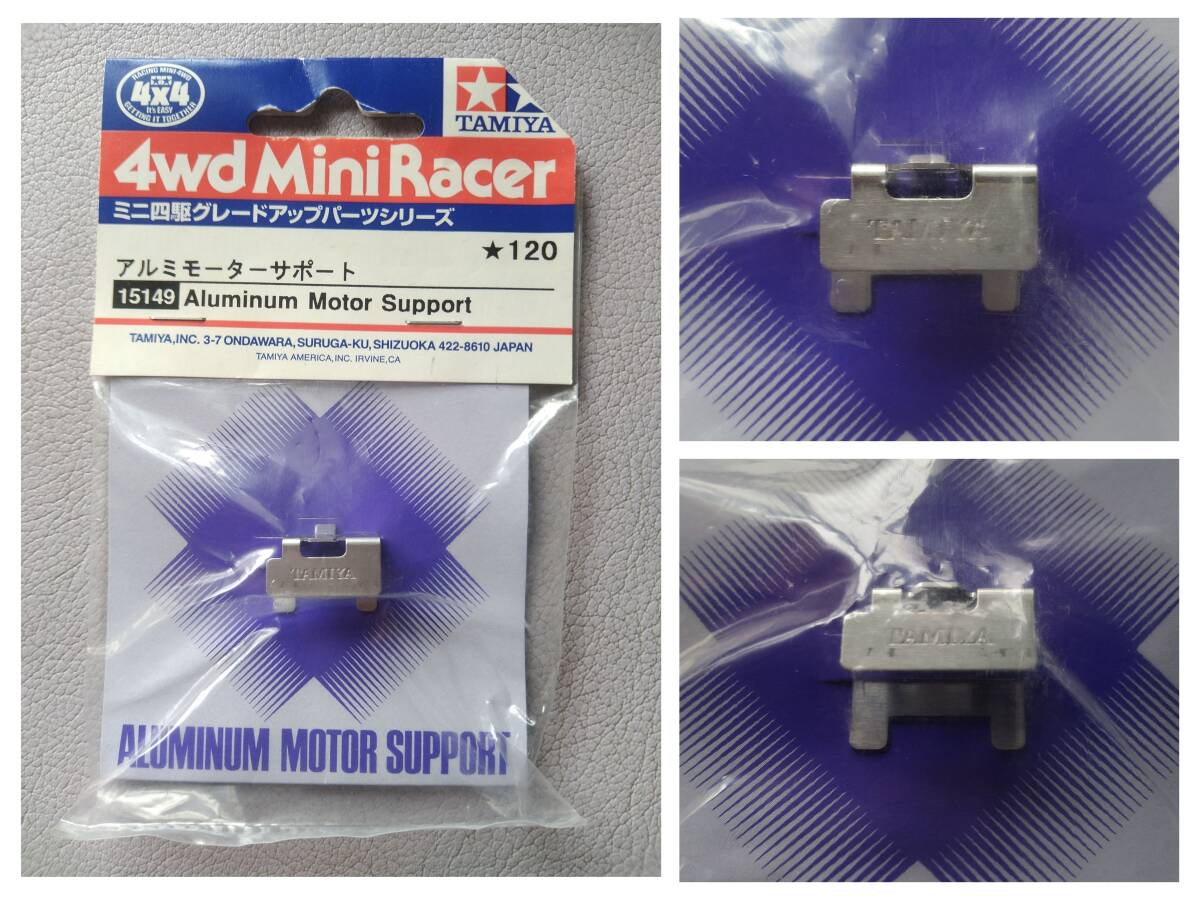 RACING MINI 4WD
4x4
It's EASY
GETTING IT TOGETHER
TAMIYA
4wd Mini Racer
ミニ四駆グレードアップパーツシリーズ
★120
アルミモーターサポート
15149 Aluminum Motor Support
TAMIYA, INC. 3-7 ONDAWARA, SURUGA-KU, SHIZUOKA 422-8610 JAPAN
TAMIYA AMERICA, INC. IRVINE, CA
TAMIYA
ALUMINUM MOTOR SUPPORT
TAMIYA
TAMIYA